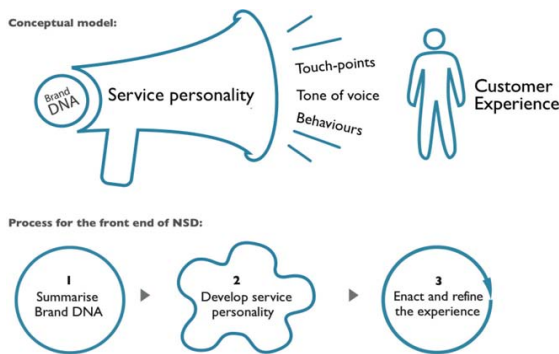 Conceptual model:
Brand
DNA
Service personality
Touch-points
Tone of voice
Behaviours
Customer
Experience
Process for the front end of NSD:
1
Summarise
Brand DNA
2
Develop service
personality
3
Enact and refine
the experience